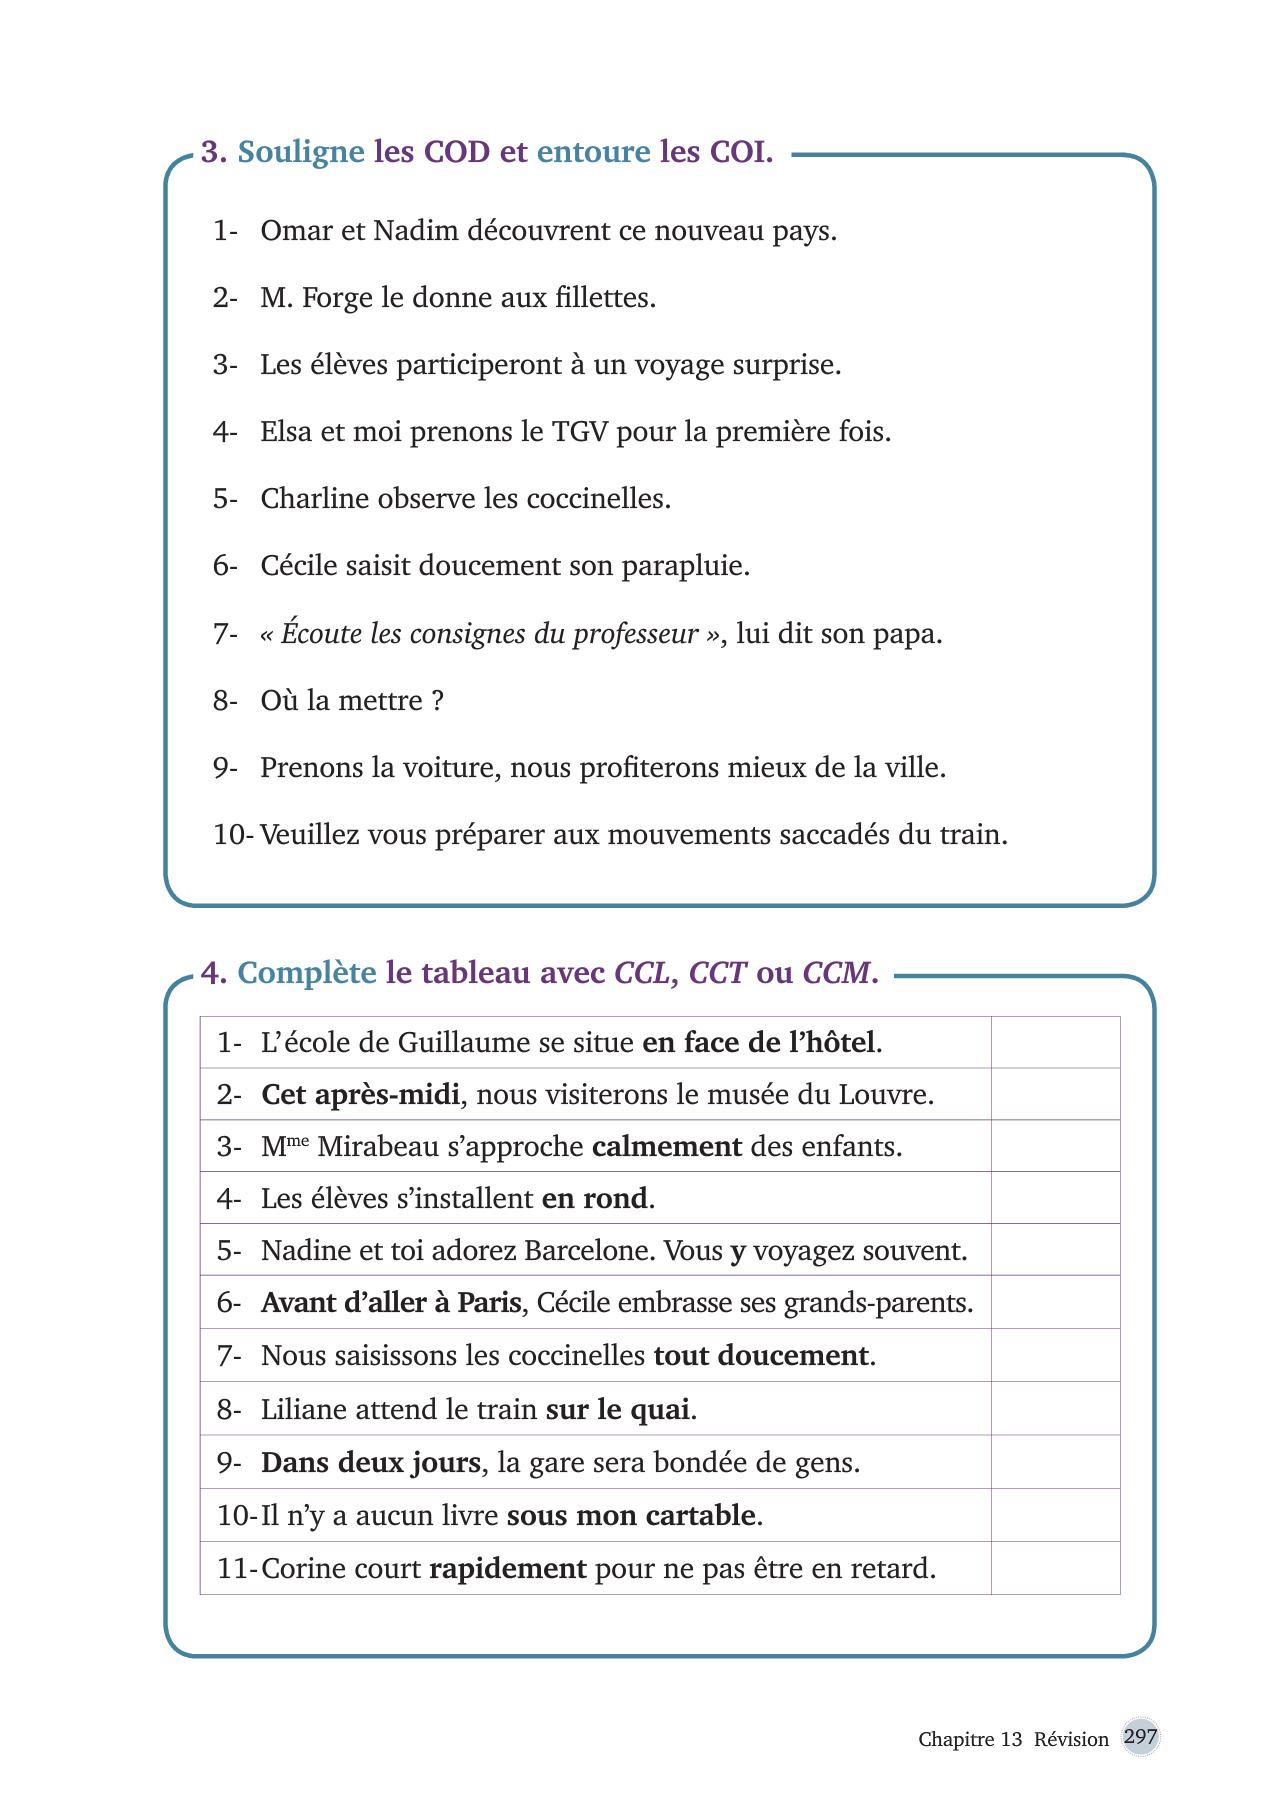 3. Souligne les COD et entoure les COI.
1- Omar et Nadim découvrent ce nouveau pays.
2- M. Forge le donne aux fillettes.
3- Les élèves participeront à un voyage surprise.
4- Elsa et moi prenons le TGV pour la première fois.
5- Charline observe les coccinelles.
6- Cécile saisit doucement son parapluie.
7- « Écoute les consignes du professeur », lui dit son papa.
8- Où la mettre ?
9- Prenons la voiture, nous profiterons mieux de la ville.
10- Veuillez vous préparer aux mouvements saccadés du train.
4. Complète le tableau avec CCL, CCT ou CCM.
1- L’école de Guillaume se situe en face de l’hôtel.
2- Cet après-midi, nous visiterons le musée du Louvre.
3- Mme Mirabeau s’approche calmement des enfants.
4- Les élèves s’installent en rond.
5- Nadine et toi adorez Barcelone. Vous y voyagez souvent.
6- Avant d’aller à Paris, Cécile embrasse ses grands-parents.
7- Nous saisissons les coccinelles tout doucement.
8- Liliane attend le train sur le quai.
9- Dans deux jours, la gare sera bondée de gens.
10- Il n’y a aucun livre sous mon cartable.
11- Corine court rapidement pour ne pas être en retard.
Chapitre 13 Révision 297